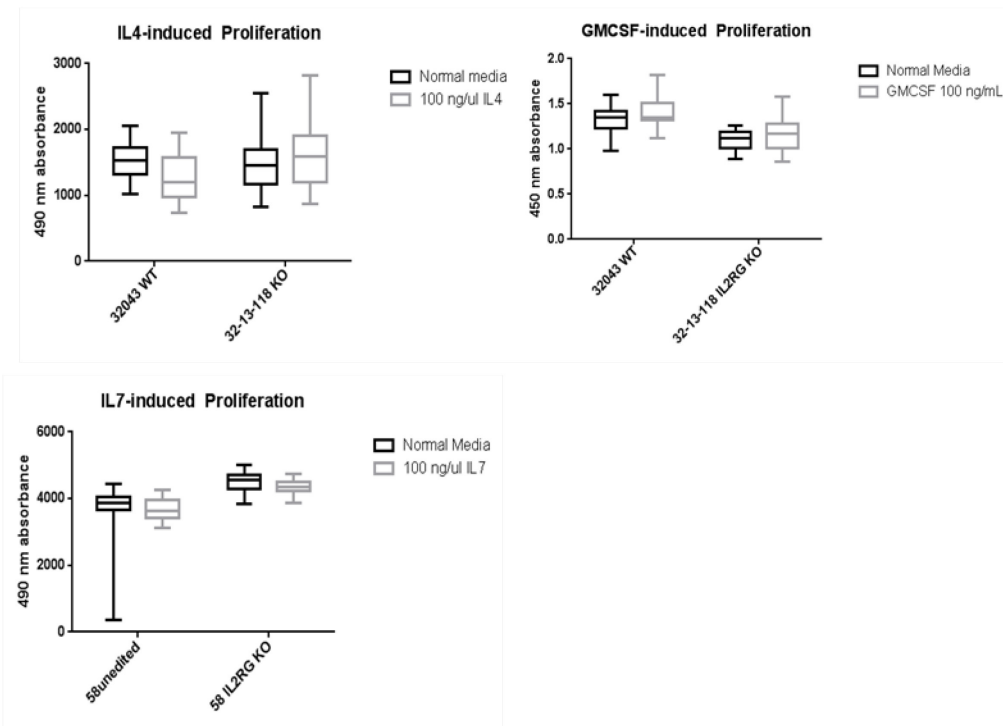 IL4-induced Proliferation
3000
2000
1000
0
490 nm absorbance
32043 WT
32-13-118 KO
Normal media
100 ng/ul IL4
GMCSF-induced Proliferation
2.0
1.5
1.0
0.5
0.0
450 nm absorbance
32043 WT
32-13-118 IL2RG KO
Normal Media
GMCSF 100 ng/mL
IL7-induced Proliferation
6000
4000
2000
0
490 nm absorbance
58unedited
58 IL2RG KO
Normal Media
100 ng/ul IL7